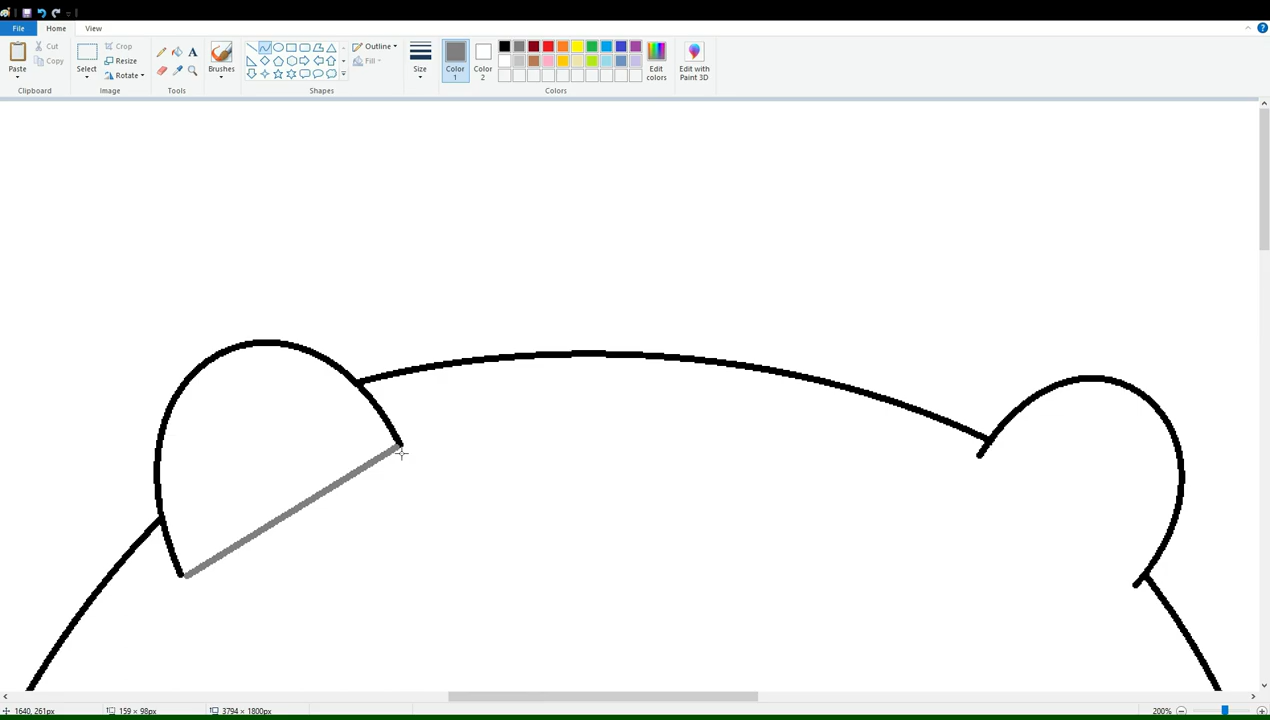 File Home View
Cut
Copy
Paste
Clipboard
Select
Crop
Resize
Rotate
Image
A
Tools
Brushes
Outline
Fill
Shapes
Size
Color 1
Color 2
Colors
Edit colors
Edit with Paint 3D
1640, 261px 159 × 98px 3794 × 1800px 200%